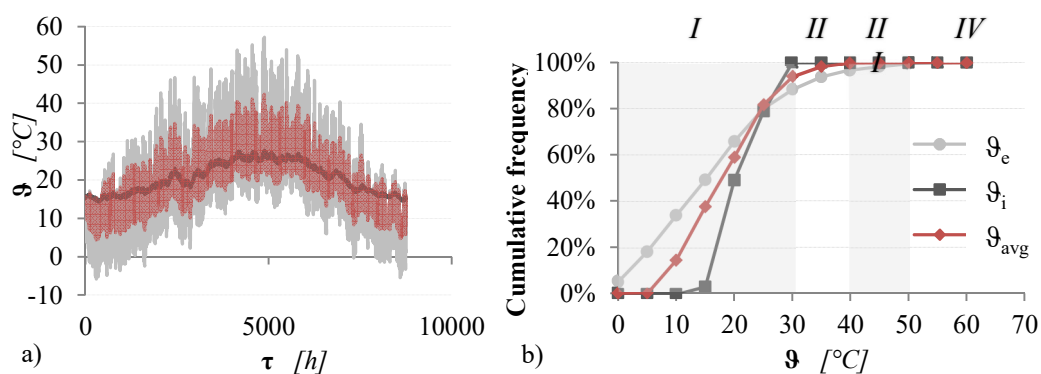 60
50
40
30
20
10
0
-10
ϑ [°C]
0
5000
10000
τ [h]
a)
I
II
II
I
IV
100%
80%
60%
40%
20%
0%
Cumulative frequency
ϑe
ϑi
ϑavg
0
10
20
30
40
50
60
70
ϑ [°C]
b)